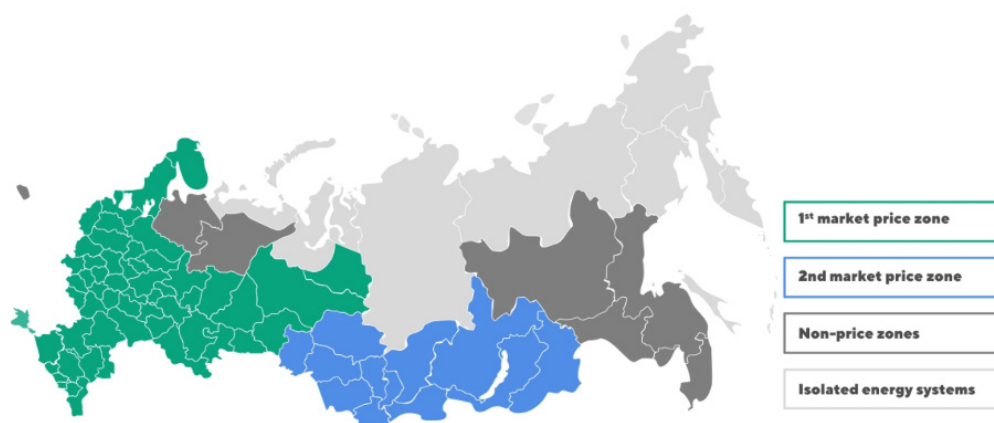 1st market price zone
2nd market price zone
Non-price zones
Isolated energy systems